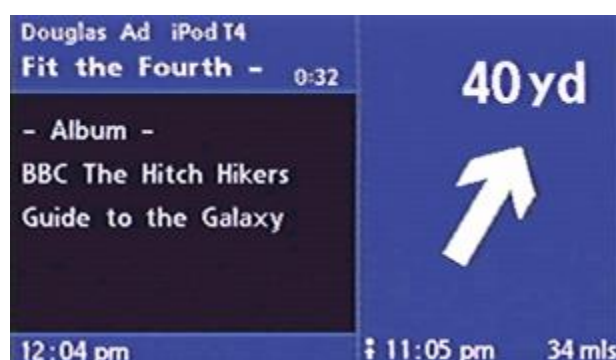 Douglas Ad iPod T4
Fit the Fourth – 0:32
– Album –
BBC The Hitch Hikers
Guide to the Galaxy
12:04 pm
40 yd
11:05 pm 34 mls